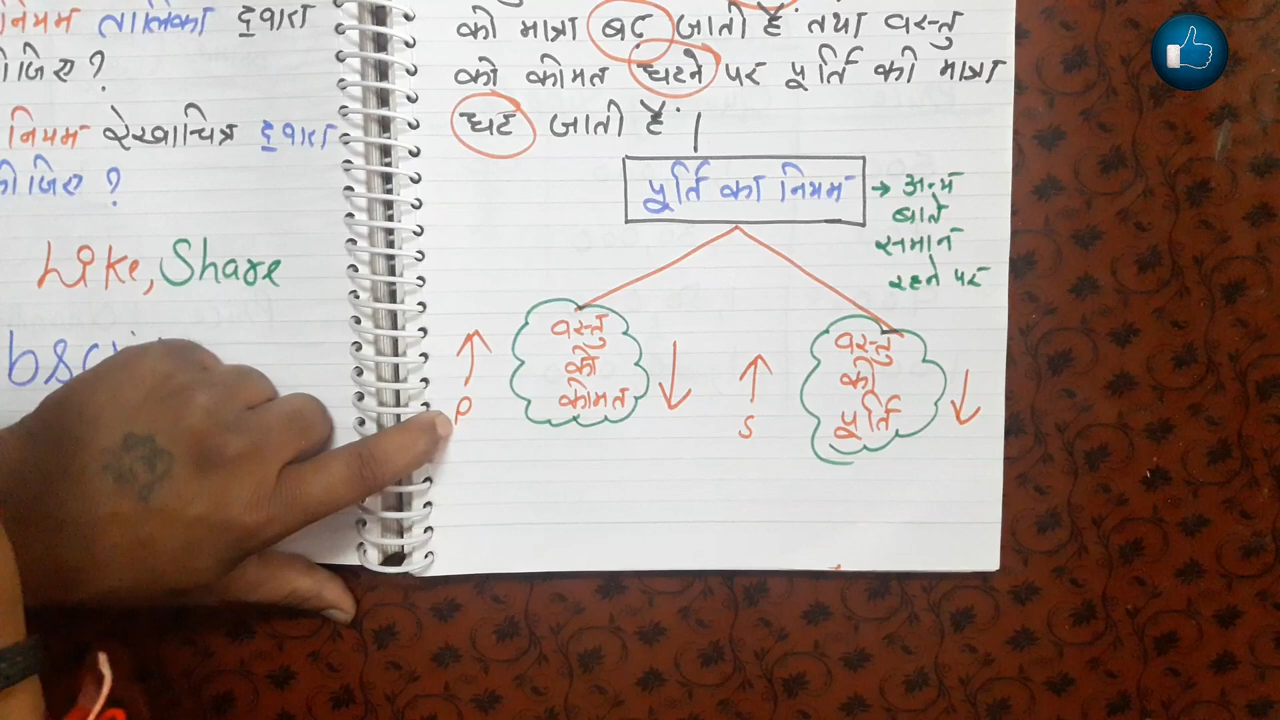 नियम तालिका द्वारा
जिए ?
नियम रेखाचित्र द्वारा
कीजिए ?
Like, Share
bsc
की मात्रा बढ़ जाती हैं तथा वस्तु
की कीमत घटने पर पूर्ति की मात्रा
घट जाती हैं |
पूर्ति का नियम → अन्य
बातें
समान
रहने पर
वस्तु
की
कीमत
↑
P
↓
वस्तु
की
पूर्ति
↑
S
↓